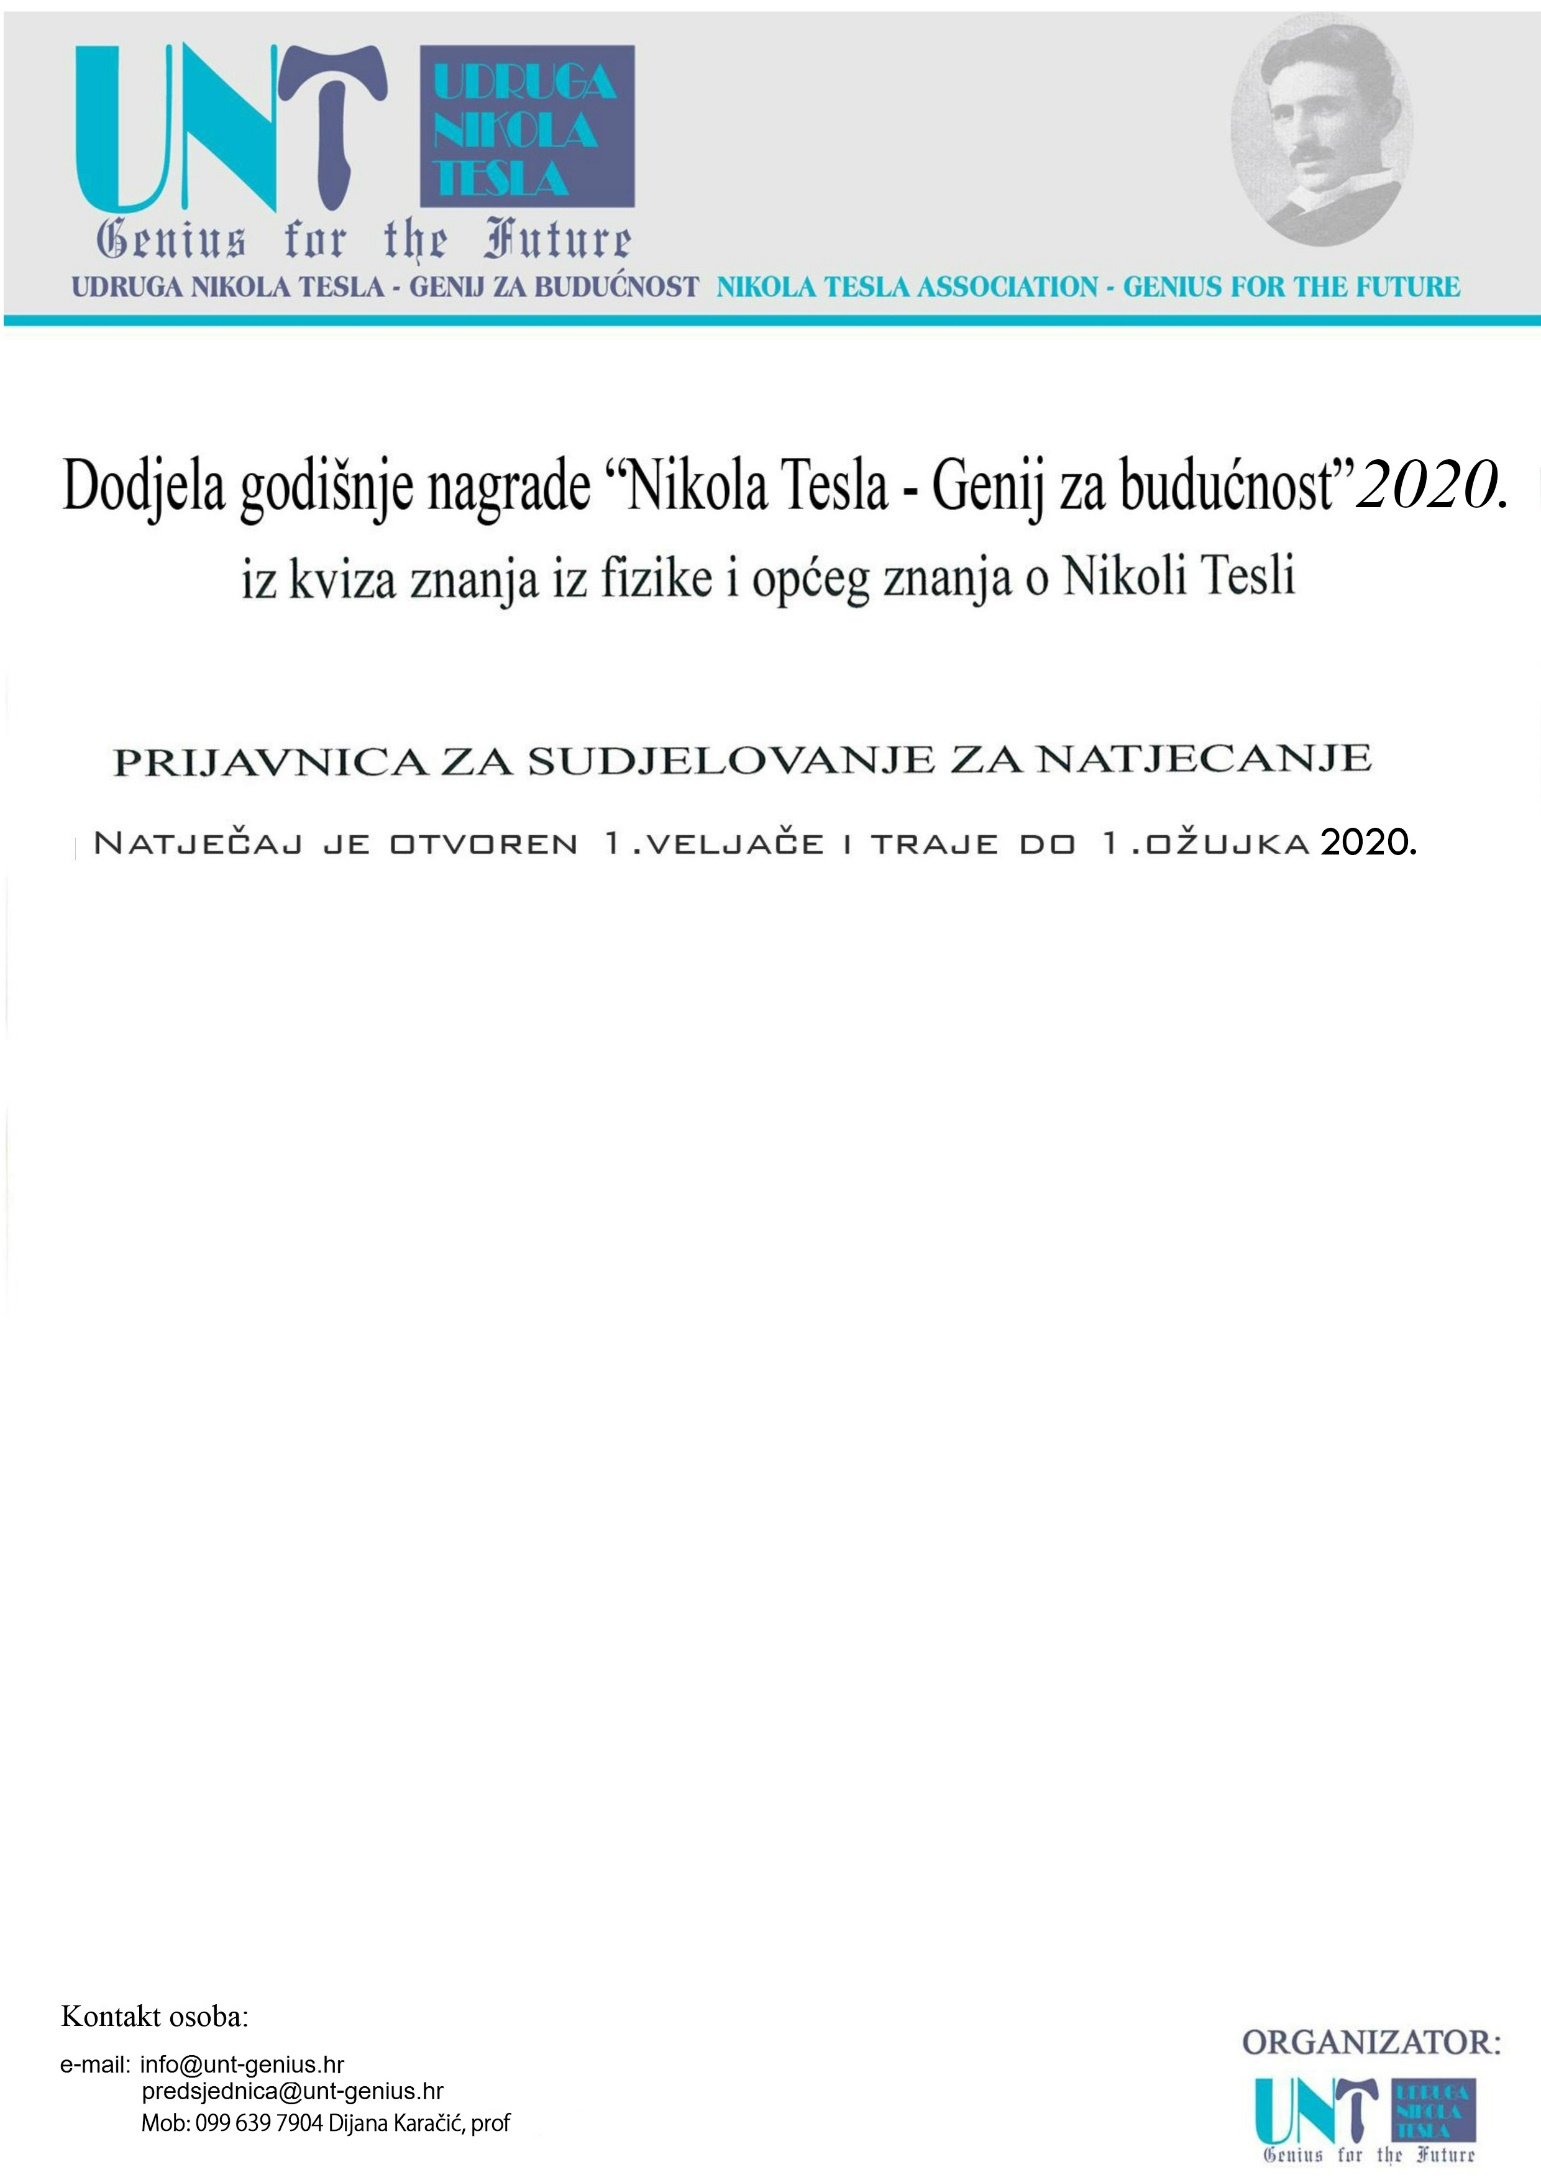 UNT UDRUGA
NIKOLA
TESLA
Genius for the Future
UDRUGA NIKOLA TESLA - GENIJ ZA BUDUĆNOST NIKOLA TESLA ASSOCIATION - GENIUS FOR THE FUTURE
Dodjela godišnje nagrade “Nikola Tesla - Genij za budućnost” 2020.
iz kviza znanja iz fizike i općeg znanja o Nikoli Tesli
PRIJAVNICA ZA SUDJELOVANJE ZA NATJECANJE
NATJEČAJ JE OTVOREN 1.VELJAČE I TRAJE DO 1.OŽUJKA 2020.
Kontakt osoba:
e-mail: info@unt-genius.hr
predsjednica@unt-genius.hr
Mob: 099 639 7904 Dijana Karačić, prof
ORGANIZATOR:
UNT UDRUGA
NIKOLA
TESLA
Genius for the Future